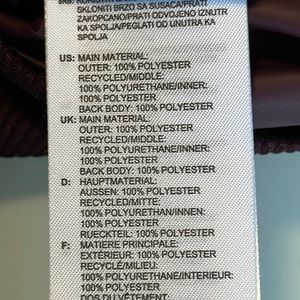 SKLONITI BRZO SA SUSACA/PRATI
ZAKOPCANO/PRATI ODVOJENO IZNUTR
KA SPOLJA/PEGLATI OD UNUTRA KA
SPOLJA
US: MAIN MATERIAL:
OUTER: 100% POLYESTER
RECYCLED/MIDDLE:
100% POLYURETHANE/INNER:
100% POLYESTER
BACK BODY: 100% POLYESTER
UK: MAIN MATERIAL:
OUTER: 100% POLYESTER
RECYCLED/MIDDLE:
100% POLYURETHANE/INNER:
100% POLYESTER
BACK BODY: 100% POLYESTER
D: HAUPTMATERIAL:
AUSSEN: 100% POLYESTER
RECYCLED/MITTE:
100% POLYURETHAN/INNEN:
100% POLYESTER
RUECKTEIL: 100% POLYESTER
F: MATIERE PRINCIPALE:
EXTÉRIEUR: 100% POLYESTER
RECYCLÉ/MILIEU:
100% POLYURETHANE/INTERIEUR:
100% POLYESTER
DOS DU VÊTEMENT: